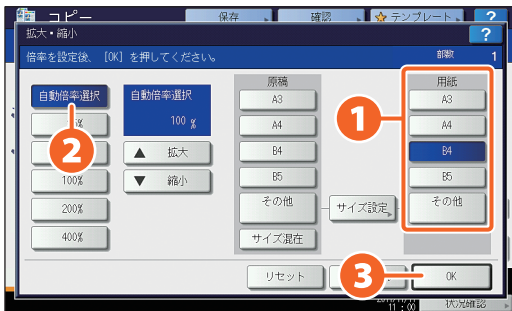 コピー
保存
確認
テンプレート
?
拡大・縮小
?
倍率を設定後、[OK] を押してください。
部数 1
自動倍率選択
自動倍率選択
100 %
100%
200%
400%
▲ 拡大
▼ 縮小
原稿
A3
A4
B4
B5
その他
サイズ混在
サイズ設定
用紙
A3
A4
B4
B5
その他
1
2
3
リセット
OK
11:00
状況確認